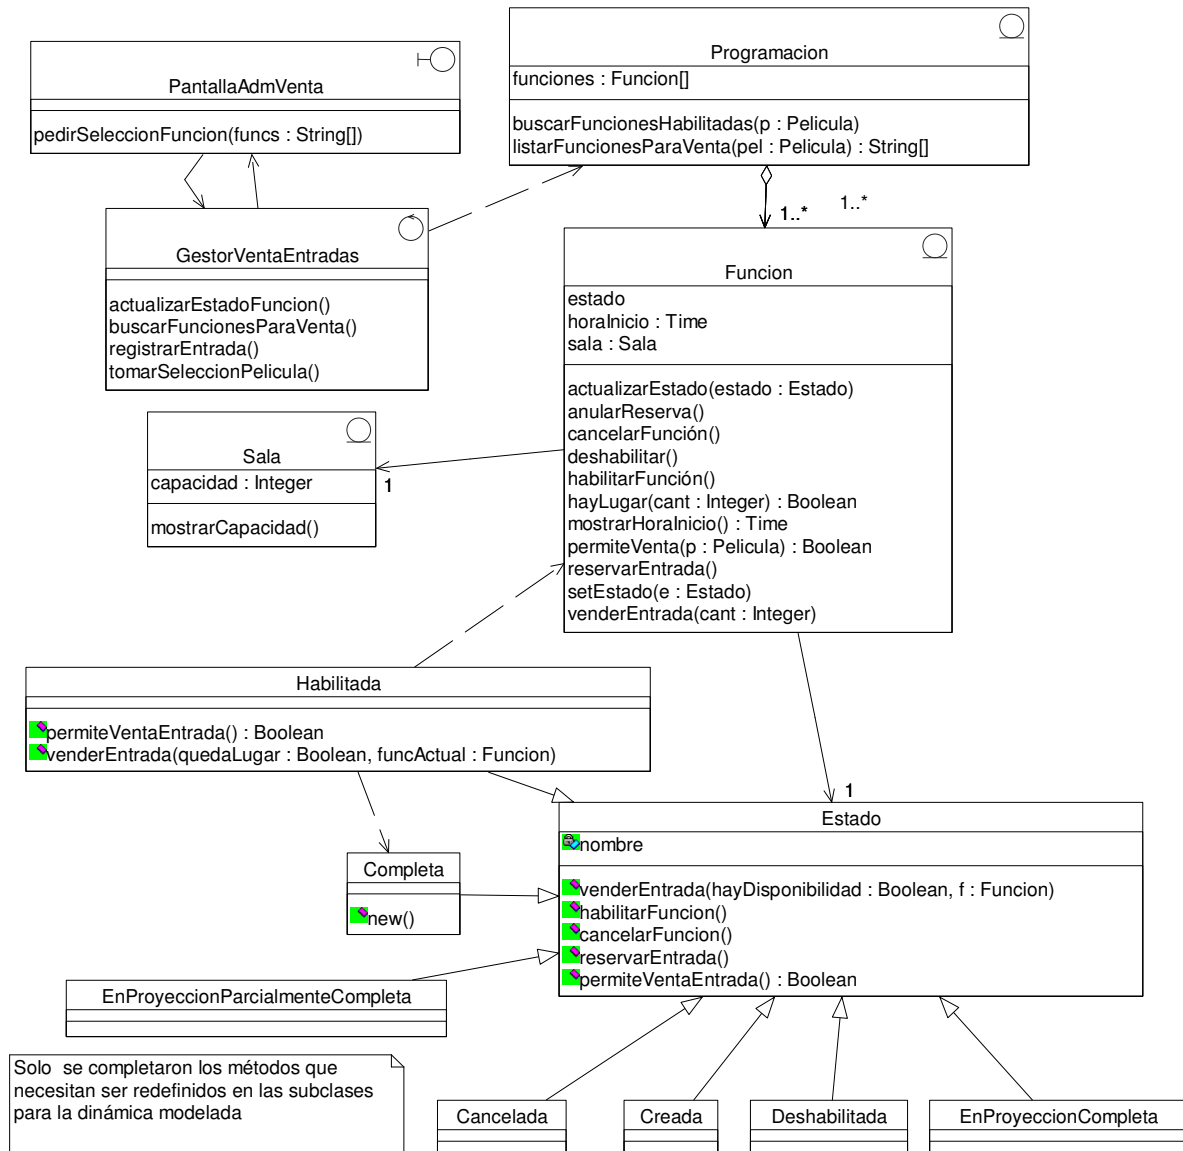 Programacion
funciones : Funcion[]
buscarFuncionesHabilitadas(p : Pelicula)
listarFuncionesParaVenta(pel : Pelicula) : String[]
PantallaAdmVenta
pedirSeleccionFuncion(funcs : String[])
GestorVentaEntradas
actualizarEstadoFuncion()
buscarFuncionesParaVenta()
registrarEntrada()
tomarSeleccionPelicula()
1..*
1..*
Funcion
estado
horaInicio : Time
sala : Sala
actualizarEstado(estado : Estado)
anularReserva()
cancelarFunción()
deshabilitar()
habilitarFunción()
hayLugar(cant : Integer) : Boolean
mostrarHoraInicio() : Time
permiteVenta(p : Pelicula) : Boolean
reservarEntrada()
setEstado(e : Estado)
venderEntrada(cant : Integer)
Sala
capacidad : Integer
mostrarCapacidad()
1
Habilitada
permiteVentaEntrada() : Boolean
venderEntrada(quedaLugar : Boolean, funcActual : Funcion)
1
Estado
nombre
venderEntrada(hayDisponibilidad : Boolean, f : Funcion)
habilitarFuncion()
cancelarFuncion()
reservarEntrada()
permiteVentaEntrada() : Boolean
Completa
new()
EnProyeccionParcialmenteCompleta
Solo se completaron los métodos que
necesitan ser redefinidos en las subclases
para la dinámica modelada
Cancelada
Creada
Deshabilitada
EnProyeccionCompleta